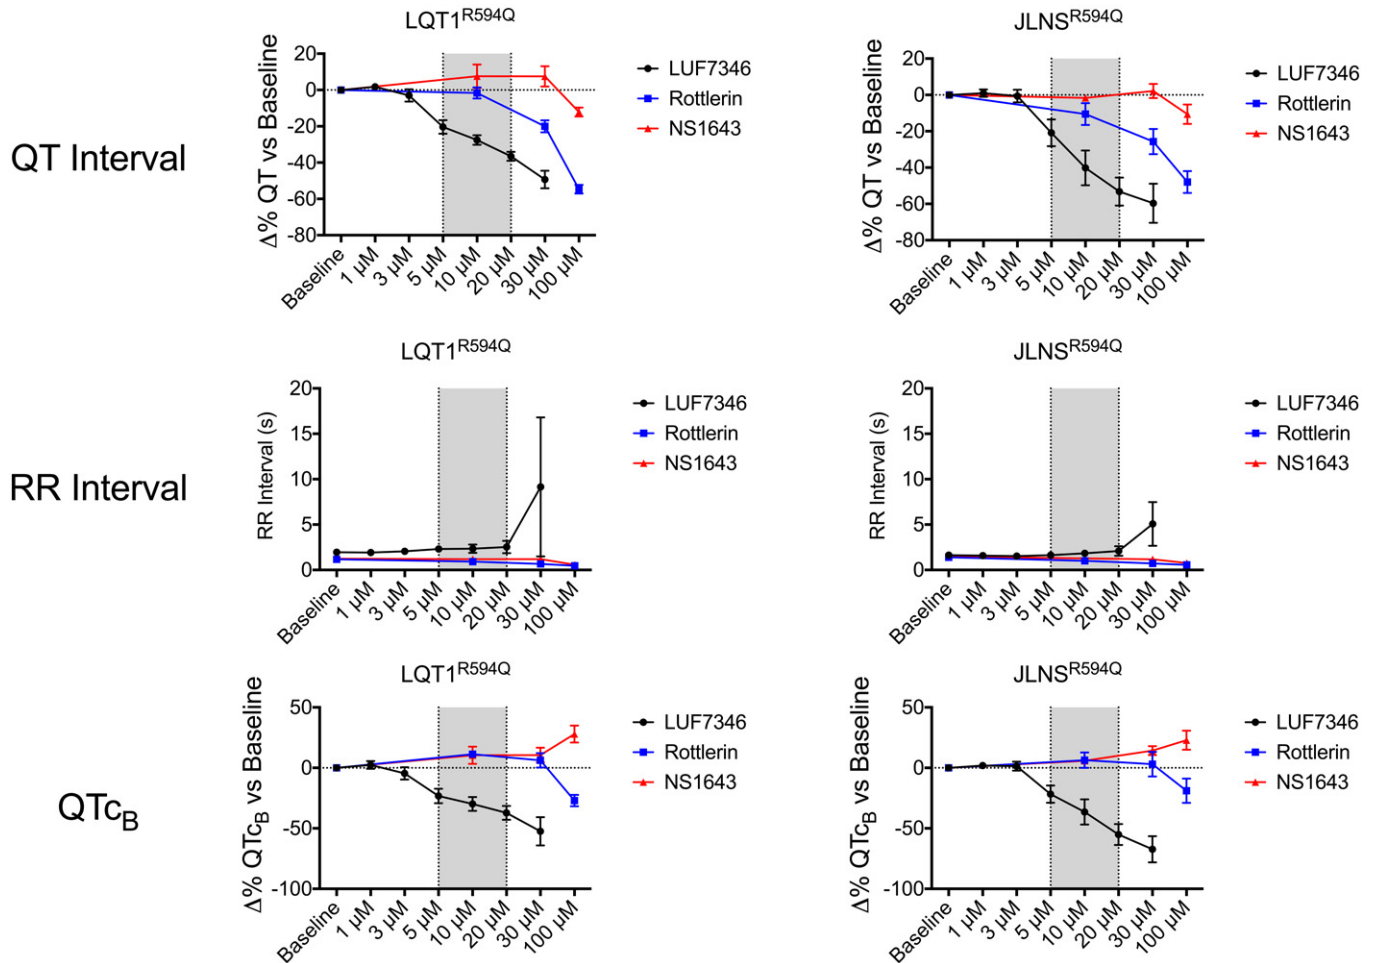 LQT1R594Q
JLNSR594Q
QT Interval
Δ% QT vs Baseline
20
0
-20
-40
-60
-80
Baseline
1 µM
3 µM
5 µM
10 µM
20 µM
30 µM
100 µM
LUF7346
Rottlerin
NS1643
Δ% QT vs Baseline
20
0
-20
-40
-60
-80
Baseline
1 µM
3 µM
5 µM
10 µM
20 µM
30 µM
100 µM
LUF7346
Rottlerin
NS1643
LQT1R594Q
JLNSR594Q
RR Interval
RR Interval (s)
20
15
10
5
0
Baseline
1 µM
3 µM
5 µM
10 µM
20 µM
30 µM
100 µM
LUF7346
Rottlerin
NS1643
RR Interval (s)
20
15
10
5
0
Baseline
1 µM
3 µM
5 µM
10 µM
20 µM
30 µM
100 µM
LUF7346
Rottlerin
NS1643
LQT1R594Q
JLNSR594Q
QTcB
Δ% QTcB vs Baseline
50
0
-50
-100
Baseline
1 µM
3 µM
5 µM
10 µM
20 µM
30 µM
100 µM
LUF7346
Rottlerin
NS1643
Δ% QTcB vs Baseline
50
0
-50
-100
Baseline
1 µM
3 µM
5 µM
10 µM
20 µM
30 µM
100 µM
LUF7346
Rottlerin
NS1643